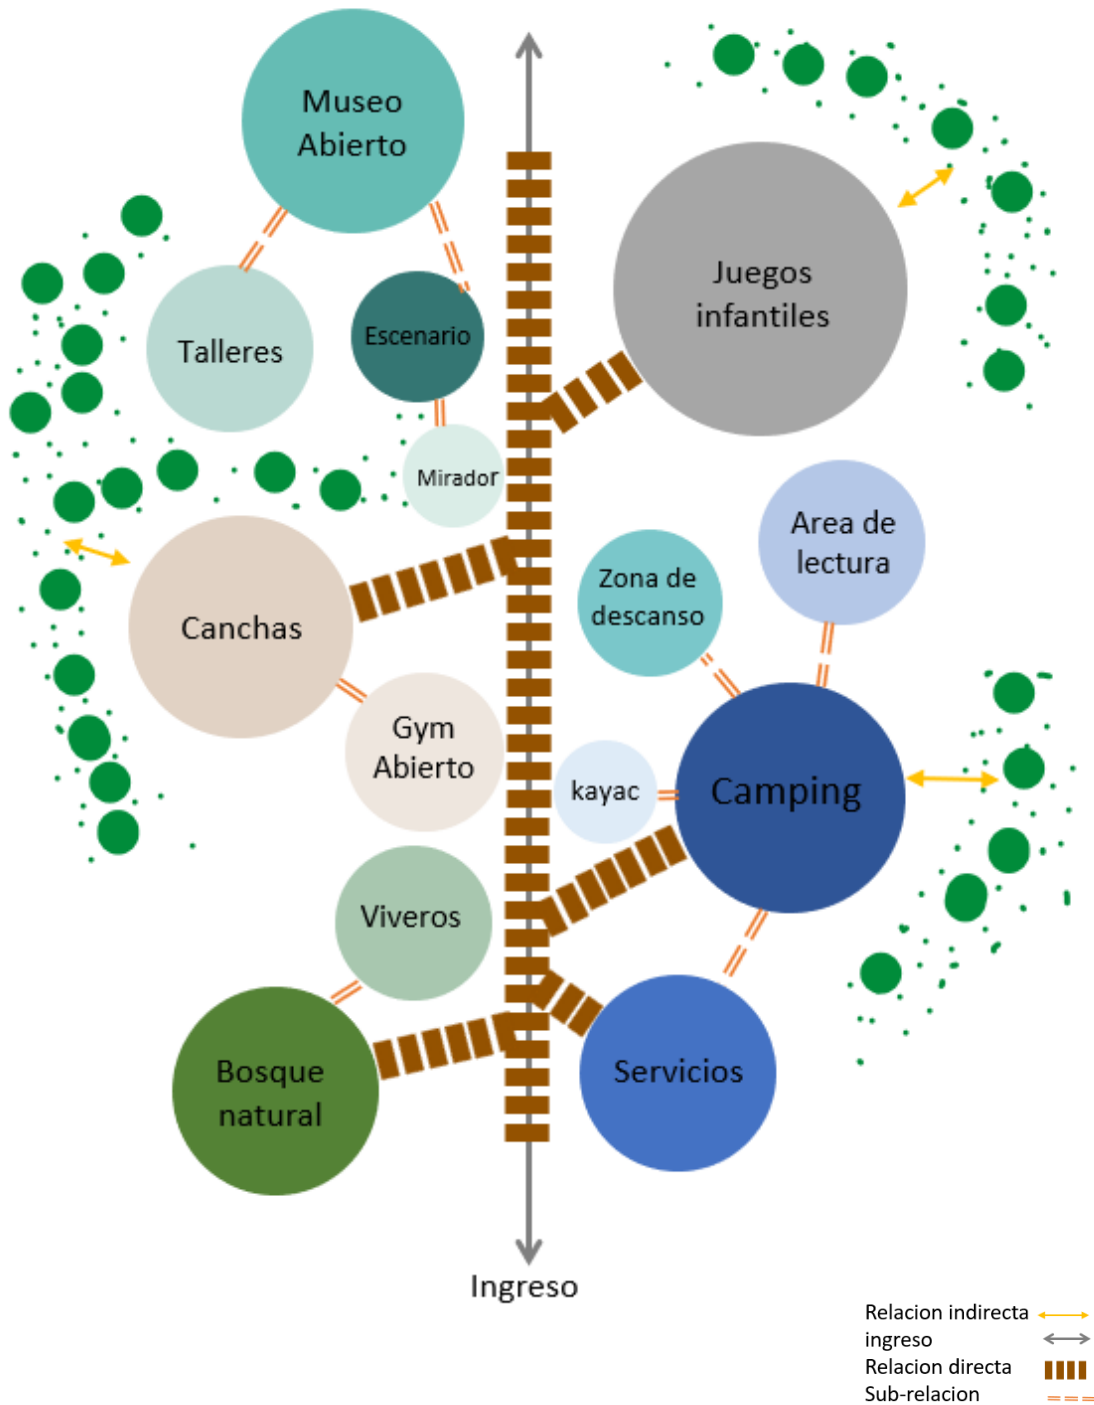 Museo
Abierto
Juegos
infantiles
Talleres
Escenario
Mirador
Area de
lectura
Zona de
descanso
Canchas
Gym
Abierto
kayac
Camping
Viveros
Bosque
natural
Servicios
Ingreso
Relacion indirecta
ingreso
Relacion directa
Sub-relacion